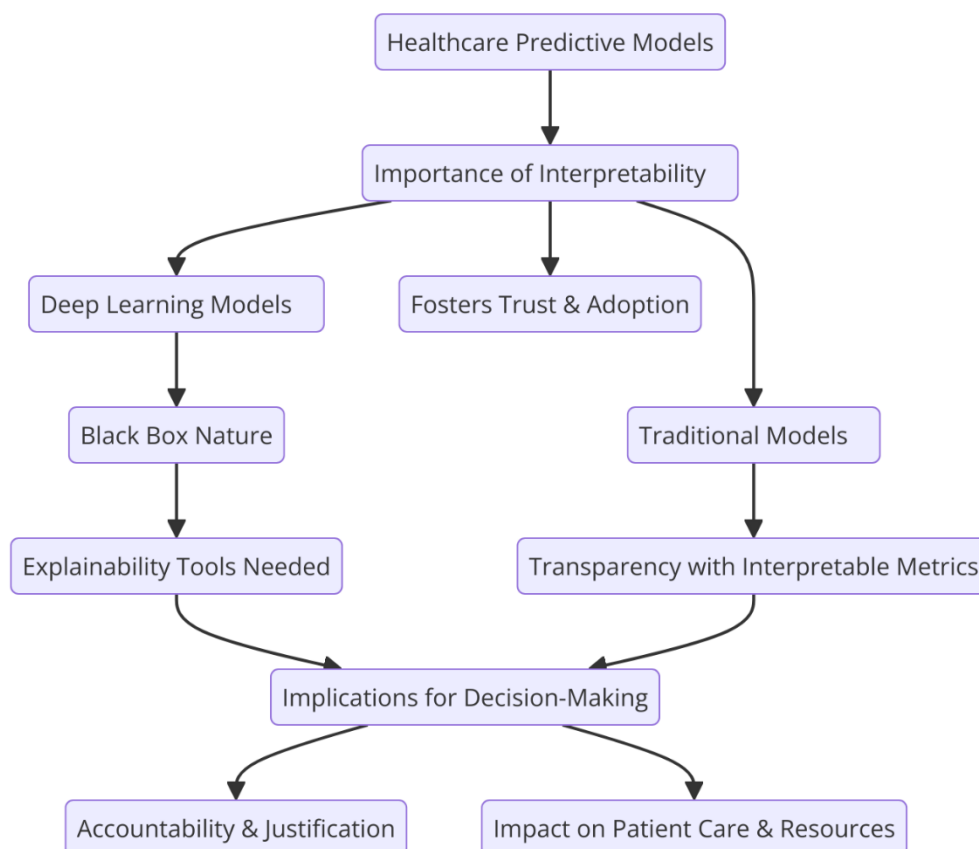 Healthcare Predictive Models
Importance of Interpretability
Deep Learning Models
Fosters Trust & Adoption
Black Box Nature
Traditional Models
Explainability Tools Needed
Transparency with Interpretable Metrics
Implications for Decision-Making
Accountability & Justification
Impact on Patient Care & Resources